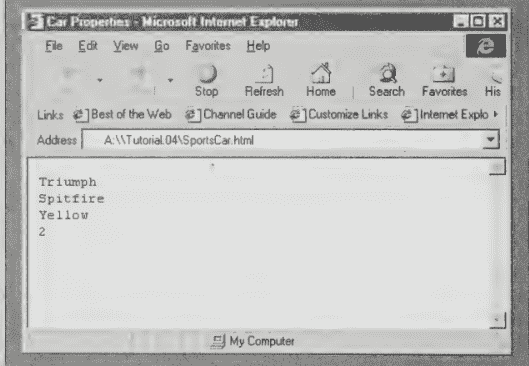 Car Properties - Microsoft Internet Explorer
File Edit View Go Favorites Help
Stop Refresh Home Search Favorites His
Links Best of the Web Channel Guide Customize Links Internet Explo
Address A:\\Tutorial.04\SportsCar.html
Triumph
Spitfire
Yellow
2
My Computer